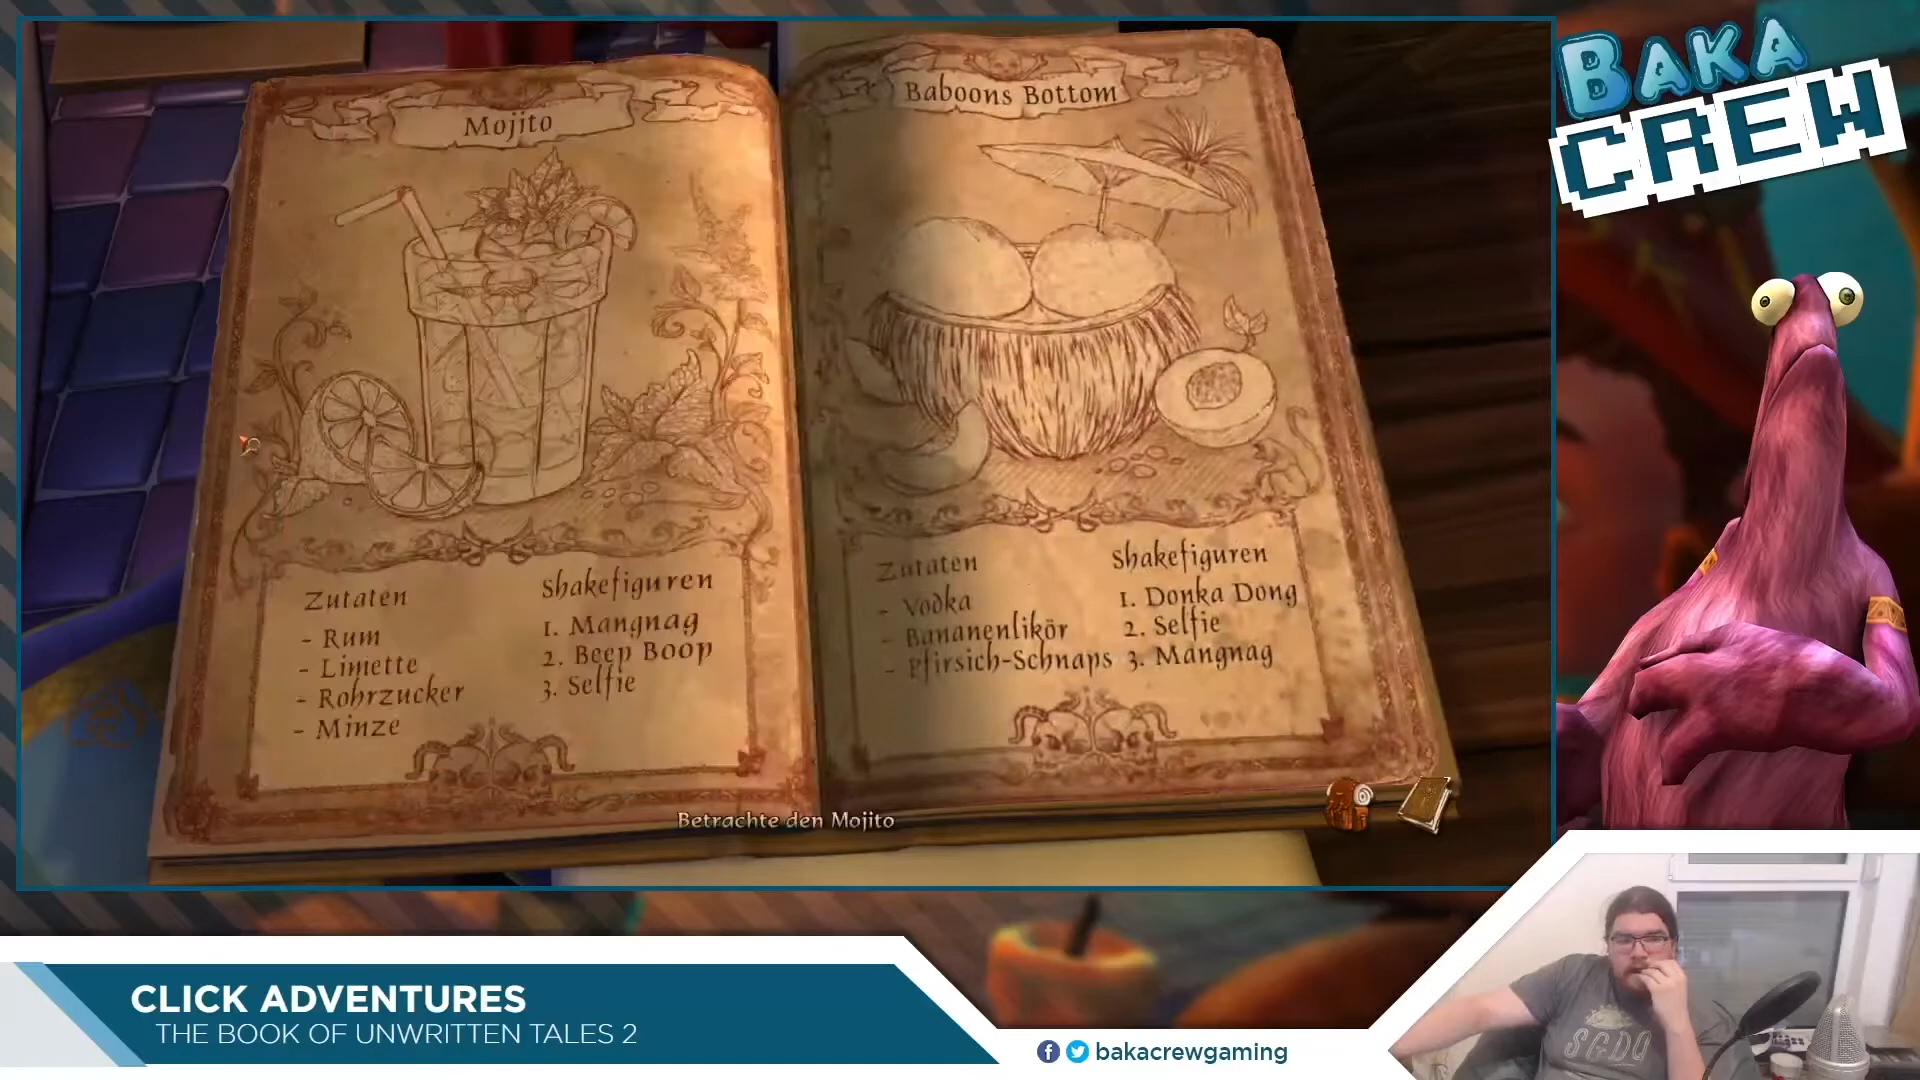 Mojito
Zutaten
- Rum
- Limette
- Rohrzucker
- Minze
Shakefiguren
1. Mangnag
2. Beep Boop
3. Selfie
Baboons Bottom
Zutaten
- Vodka
- Bananenlikör
- Pfirsich-Schnaps
Shakefiguren
1. Donka Dong
2. Selfie
3. Mangnag
Betrachte den Mojito
BAKA
CREW
CLICK ADVENTURES
THE BOOK OF UNWRITTEN TALES 2
bakacrewgaming
SGDQ